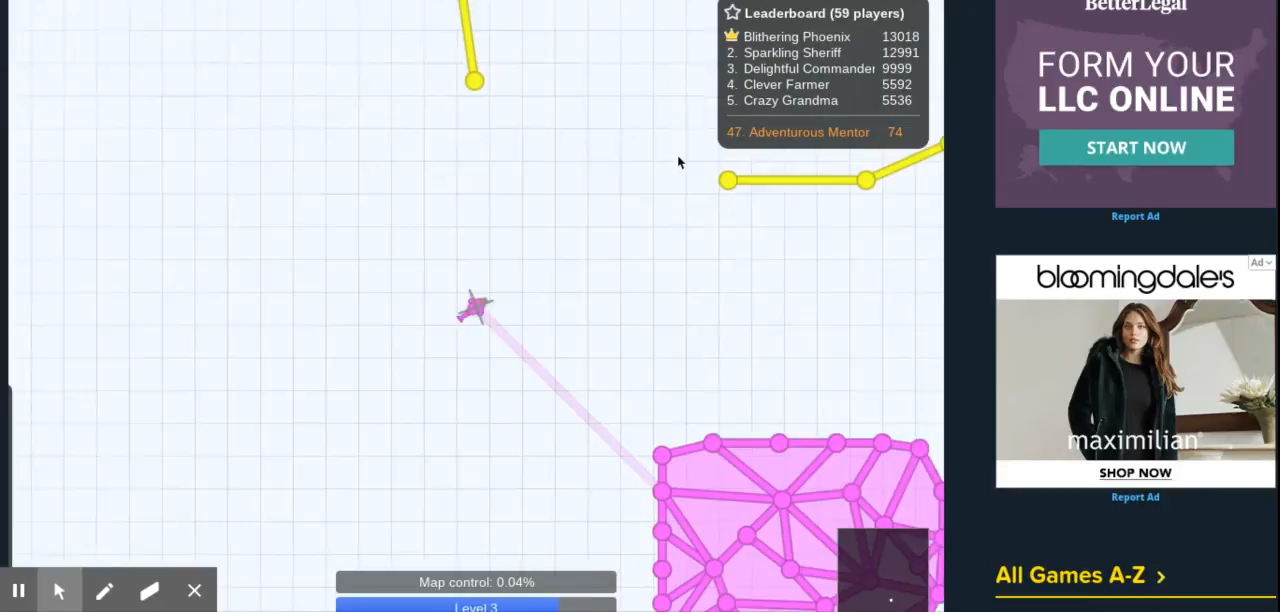 Leaderboard (59 players)
Blithering Phoenix 13018
2. Sparkling Sheriff 12991
3. Delightful Commander 9999
4. Clever Farmer 5592
5. Crazy Grandma 5536
47. Adventurous Mentor 74
Map control: 0.04%
Level 3
BetterLegal
FORM YOUR
LLC ONLINE
START NOW
Report Ad
Ad
bloomingdale's
maximilian®
SHOP NOW
Report Ad
All Games A-Z >